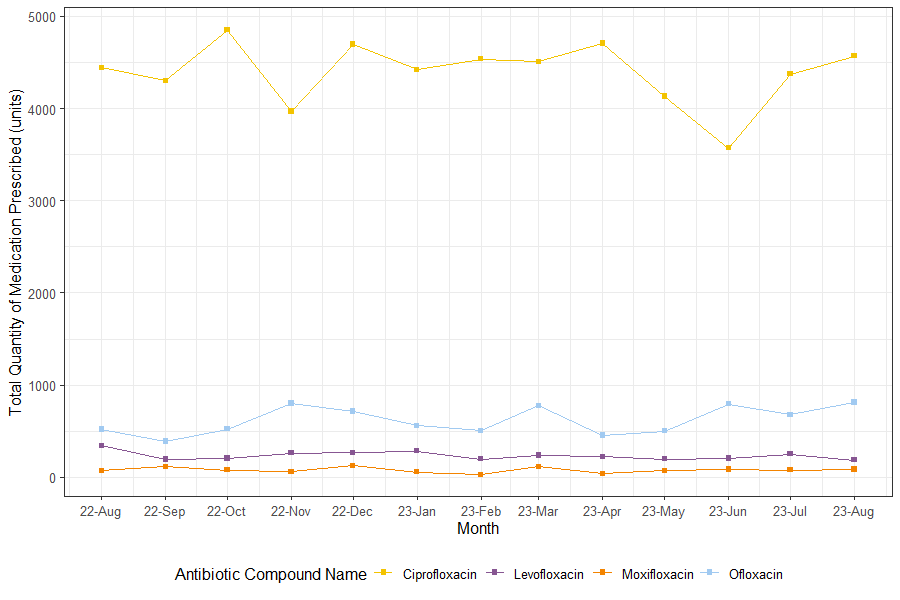 Total Quantity of Medication Prescribed (units)
5000
4000
3000
2000
1000
0
22-Aug 22-Sep 22-Oct 22-Nov 22-Dec 23-Jan 23-Feb 23-Mar 23-Apr 23-May 23-Jun 23-Jul 23-Aug
Month
Antibiotic Compound Name Ciprofloxacin Levofloxacin Moxifloxacin Ofloxacin